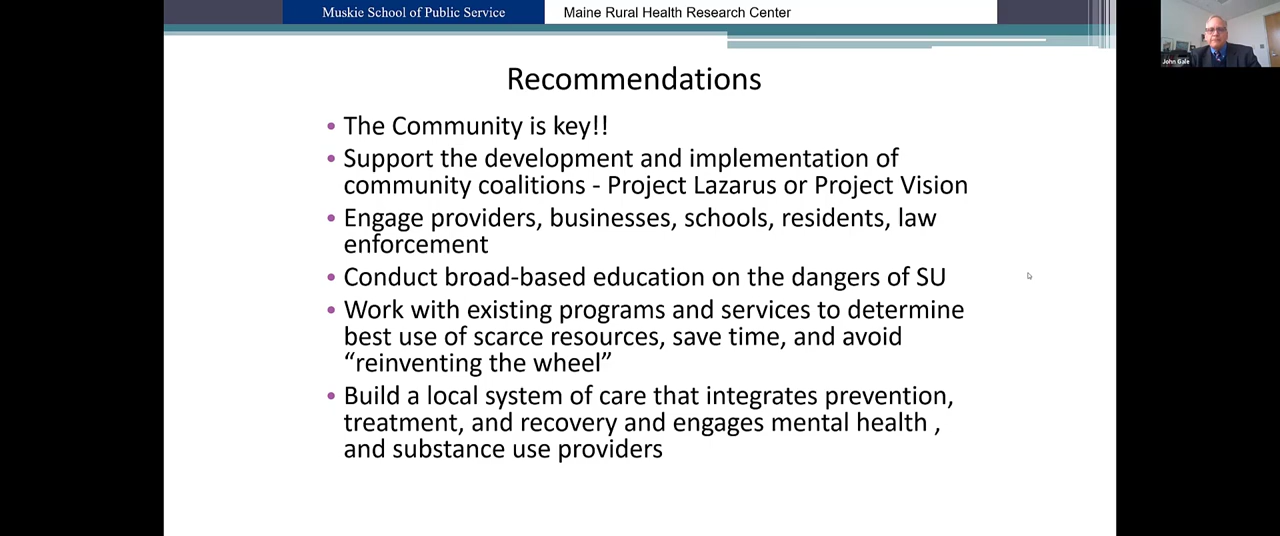 Muskie School of Public Service
Maine Rural Health Research Center
Recommendations
• The Community is key!!
• Support the development and implementation of
community coalitions - Project Lazarus or Project Vision
• Engage providers, businesses, schools, residents, law
enforcement
• Conduct broad-based education on the dangers of SU
• Work with existing programs and services to determine
best use of scarce resources, save time, and avoid
“reinventing the wheel”
• Build a local system of care that integrates prevention,
treatment, and recovery and engages mental health ,
and substance use providers
John Gale